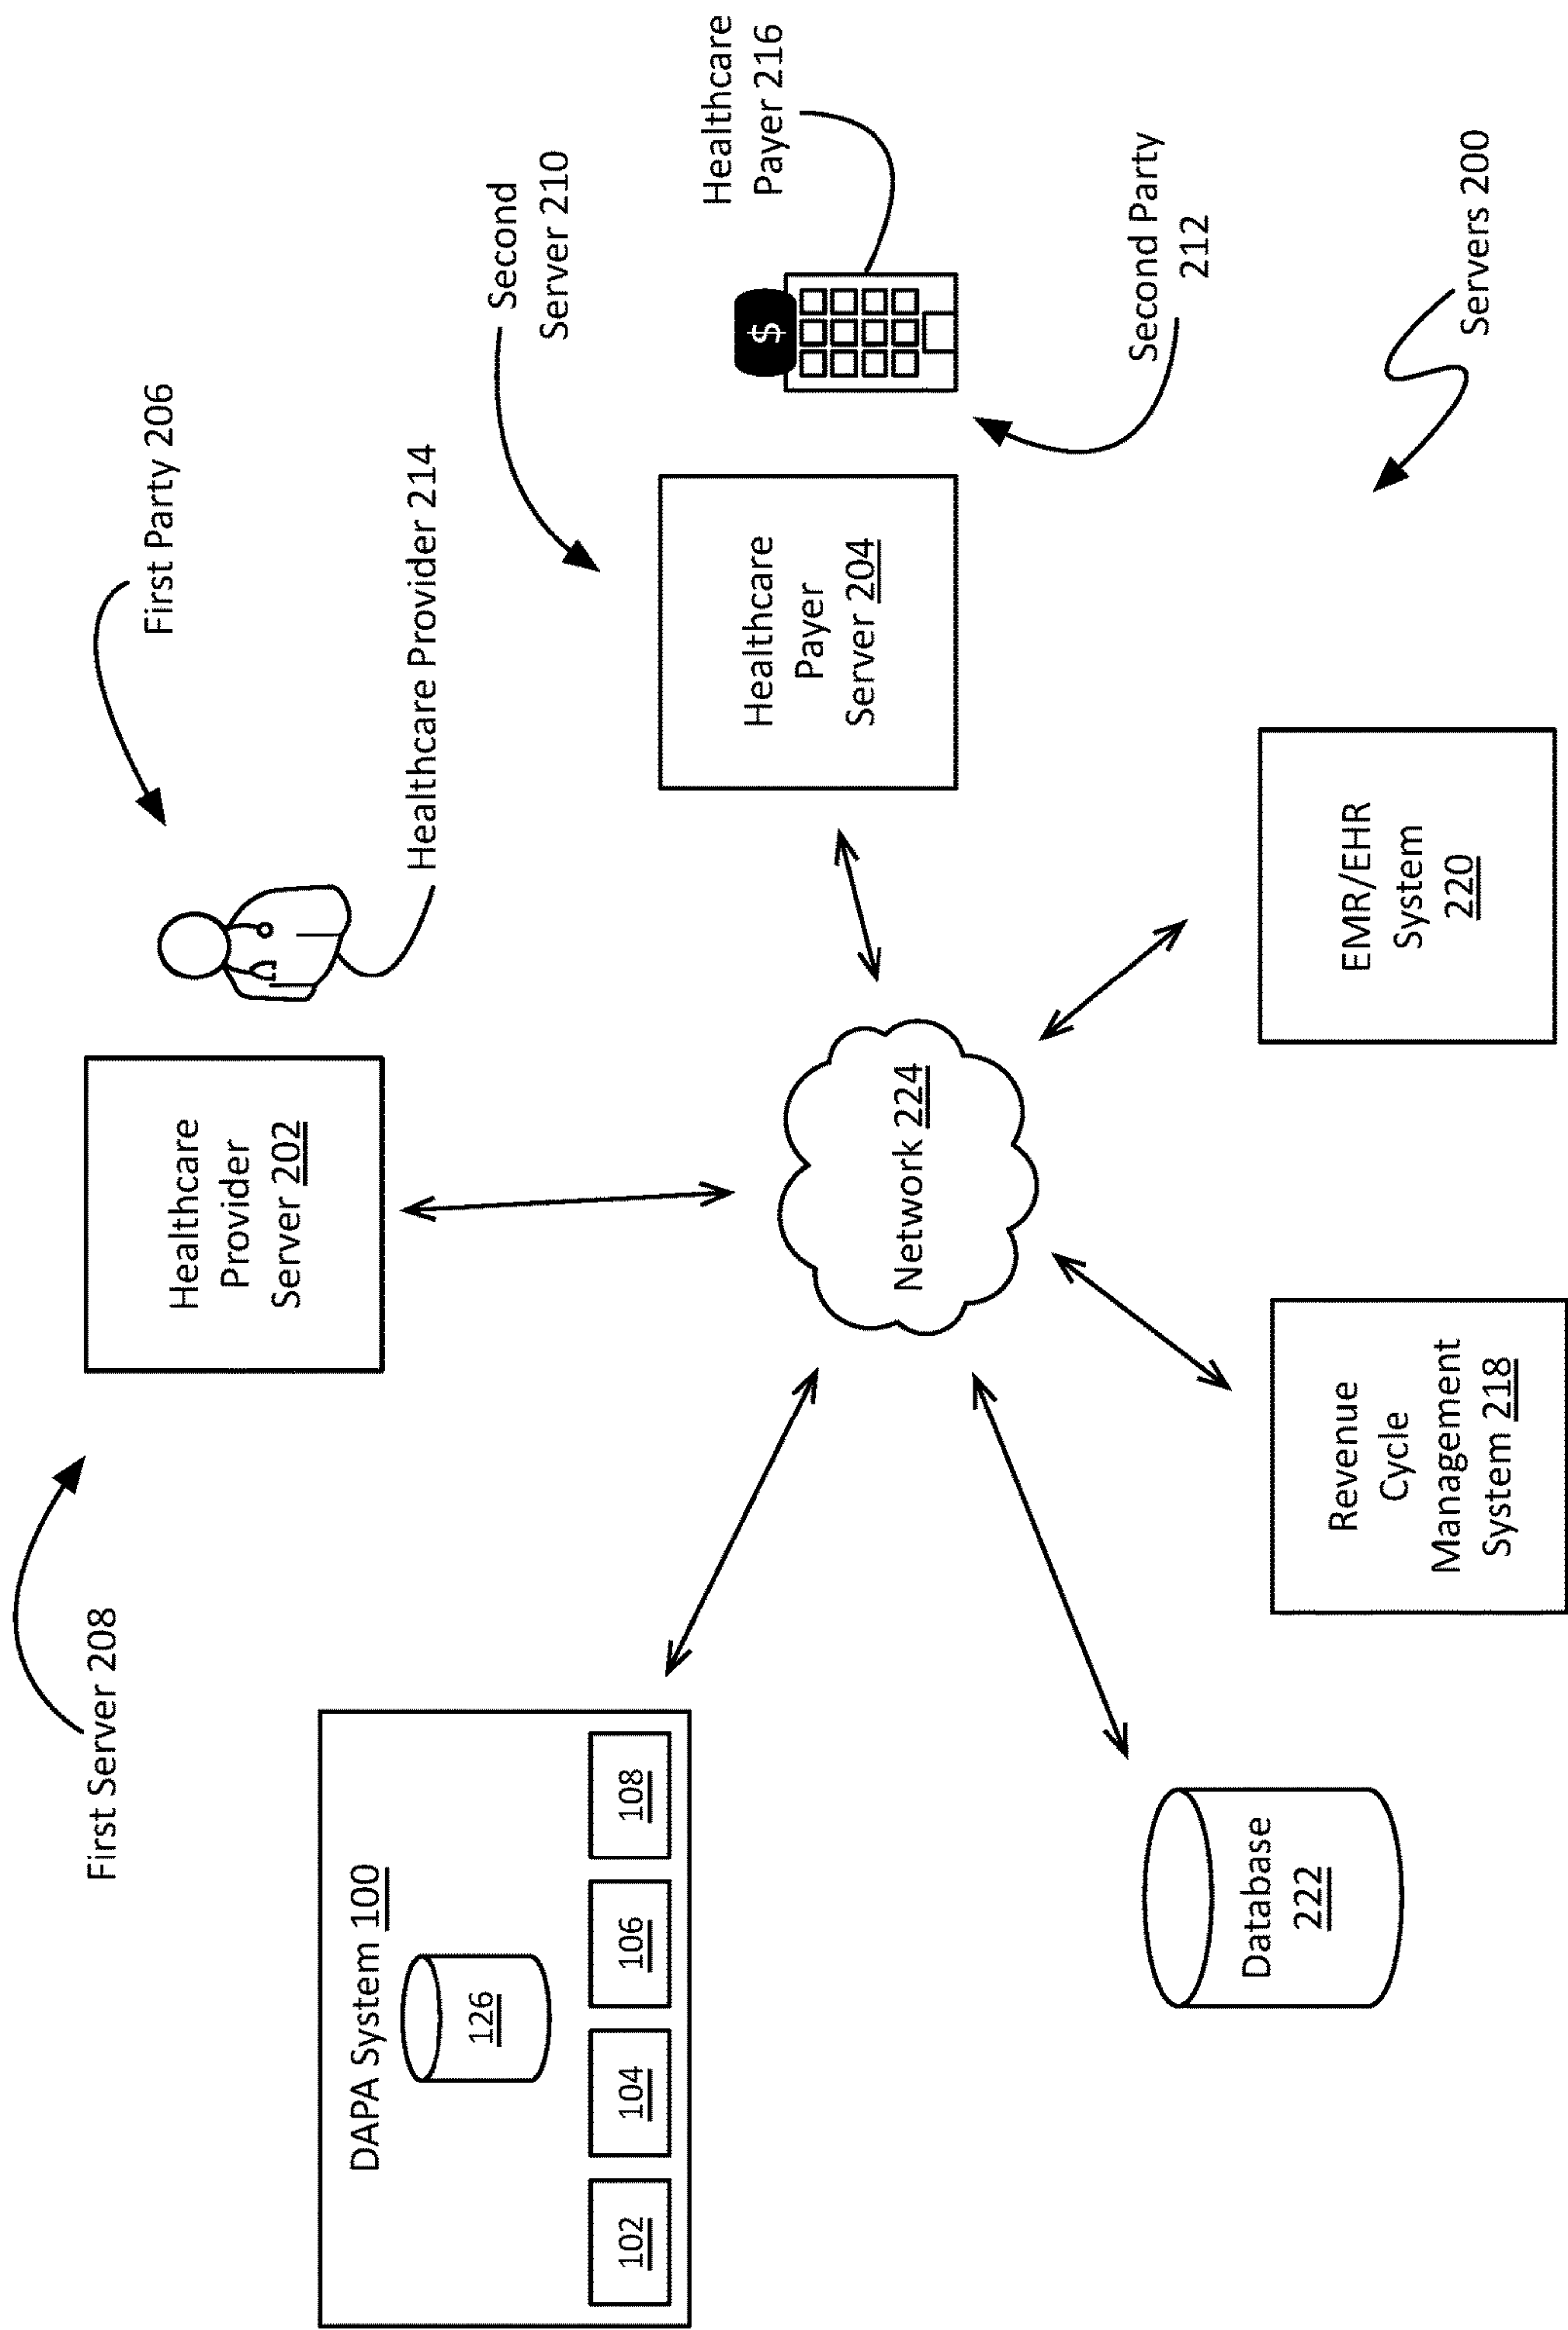 First Server 208
Healthcare
Provider
Server 202
First Party 206
Healthcare Provider 214
DAPA System 100
126
102
104
106
108
Second
Server 210
Healthcare
Payer
Server 204
$
Healthcare
Payer 216
Second Party
212
Network 224
Database
222
Revenue
Cycle
Management
System 218
EMR/EHR
System
220
Servers 200